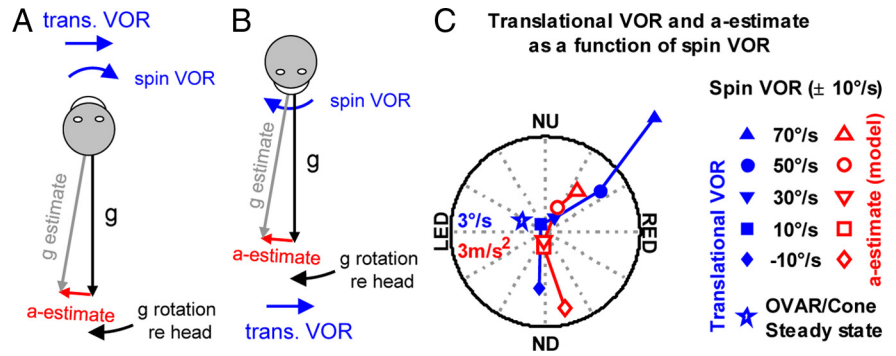 A
trans. VOR
spin VOR
g estimate
g
a-estimate
g rotation
re head
B
spin VOR
g estimate
g
a-estimate
g rotation
re head
trans. VOR
C
Translational VOR and a-estimate
as a function of spin VOR
NU
LED
RED
ND
3°/s
3m/s²
Spin VOR (± 10°/s)
Translational VOR
70°/s
50°/s
30°/s
10°/s
-10°/s
a-estimate (model)
OVAR/Cone
Steady state